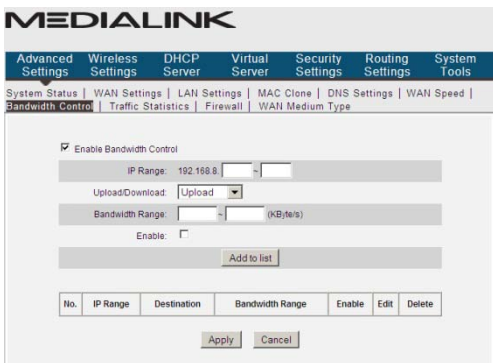 MEDIALINK
Advanced Settings Wireless Settings DHCP Server Virtual Server Security Settings Routing Settings System Tools
System Status | WAN Settings | LAN Settings | MAC Clone | DNS Settings | WAN Speed |
Bandwidth Control | Traffic Statistics | Firewall | WAN Medium Type
Enable Bandwidth Control
IP Range: 192.168.8. ~
Upload/Download: Upload
Bandwidth Range: ~ (KByte/s)
Enable:
Add to list
No. IP Range Destination Bandwidth Range Enable Edit Delete
Apply Cancel